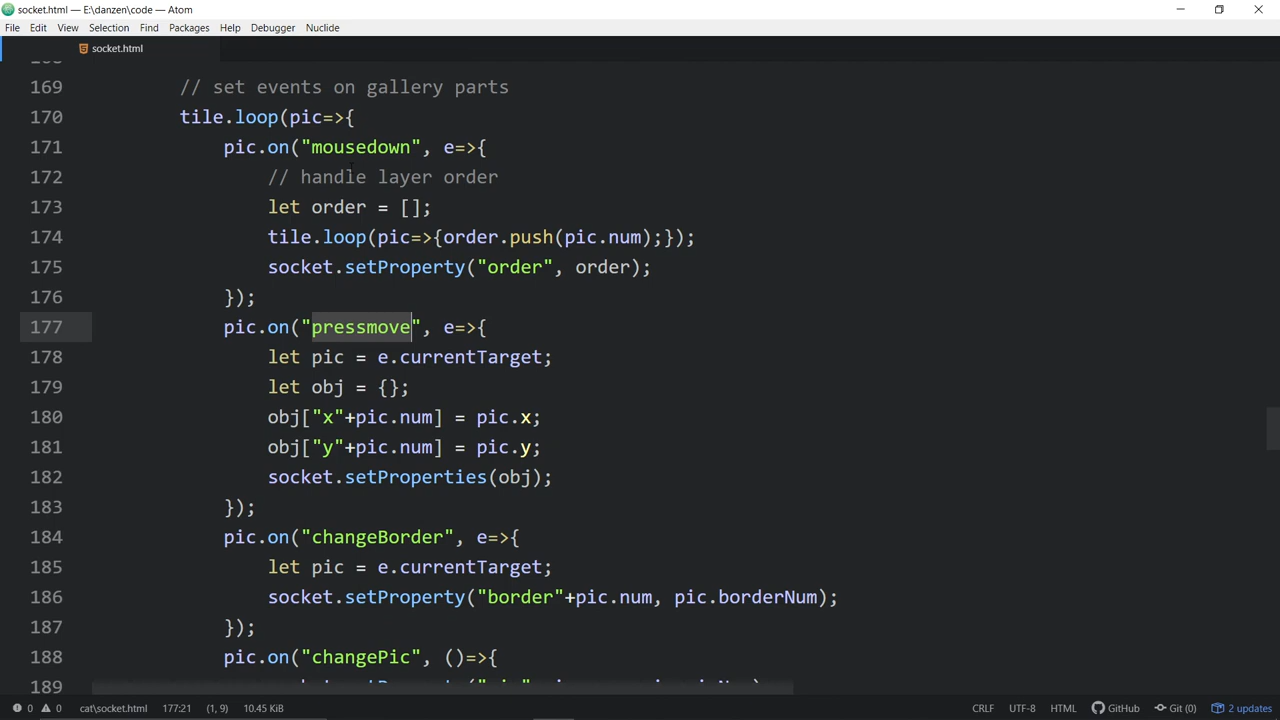 socket.html — E:\danzen\code — Atom
File Edit View Selection Find Packages Help Debugger Nuclide
socket.html
169 // set events on gallery parts
170 tile.loop(pic=>{
171 pic.on("mousedown", e=>{
172 // handle layer order
173 let order = [];
174 tile.loop(pic=>{order.push(pic.num);});
175 socket.setProperty("order", order);
176 });
177 pic.on("pressmove", e=>{
178 let pic = e.currentTarget;
179 let obj = {};
180 obj["x"+pic.num] = pic.x;
181 obj["y"+pic.num] = pic.y;
182 socket.setProperties(obj);
183 });
184 pic.on("changeBorder", e=>{
185 let pic = e.currentTarget;
186 socket.setProperty("border"+pic.num, pic.borderNum);
187 });
188 pic.on("changePic", ()=>{
189
0 0 cat\socket.html 177:21 (1, 9) 10.45 KiB CRLF UTF-8 HTML GitHub Git (0) 2 updates